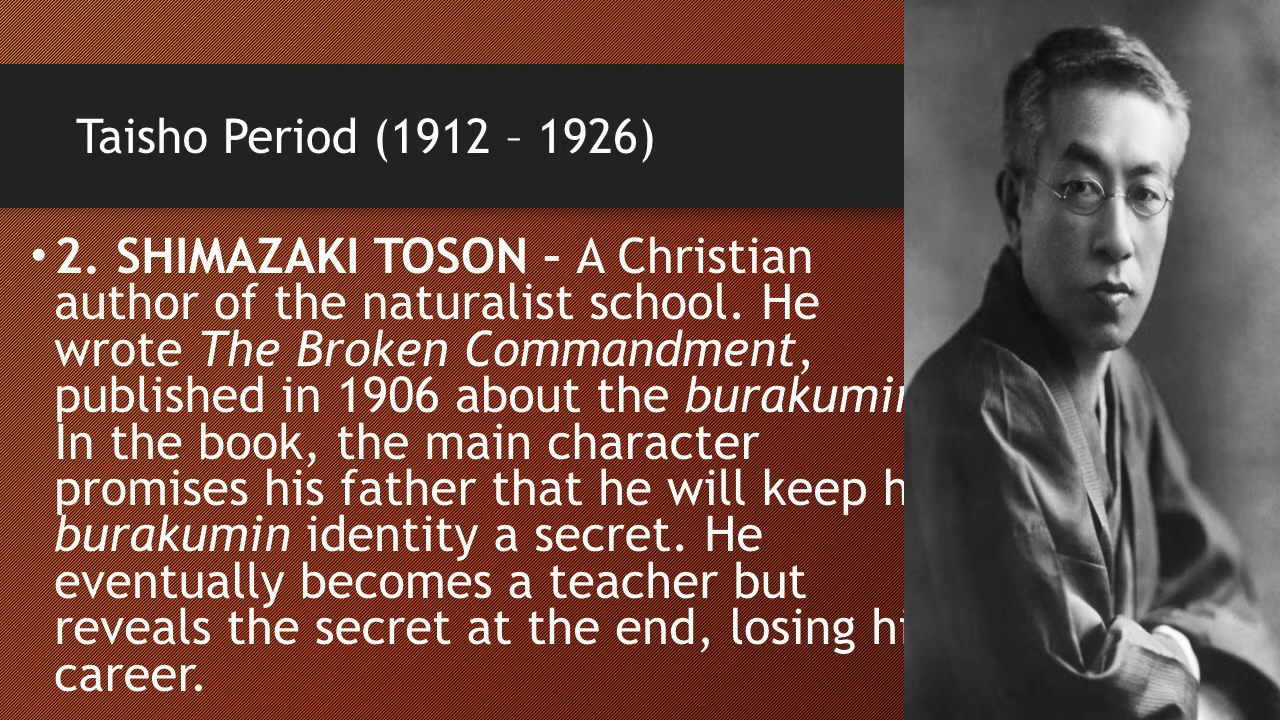 Taisho Period (1912 – 1926)
• 2. SHIMAZAKI TOSON – A Christian
author of the naturalist school. He
wrote The Broken Commandment,
published in 1906 about the burakumin
In the book, the main character
promises his father that he will keep h
burakumin identity a secret. He
eventually becomes a teacher but
reveals the secret at the end, losing hi
career.